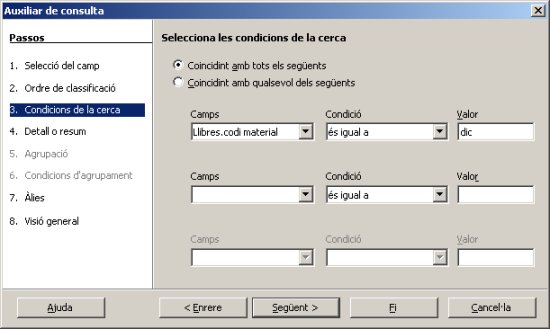 Auxiliar de consulta
Passos
1. Selecció del camp
2. Ordre de classificació
3. Condicions de la cerca
4. Detall o resum
5. Agrupació
6. Condicions d'agrupament
7. Àlies
8. Visió general
Selecciona les condicions de la cerca
Coincidint amb tots els següents
Coincidint amb qualsevol dels següents
Camps Condició Valor
Llibres.codi material és igual a dic
Camps Condició Valor
és igual a
Camps Condició Valor
Ajuda < Enrere Següent > Fi Cancel·la